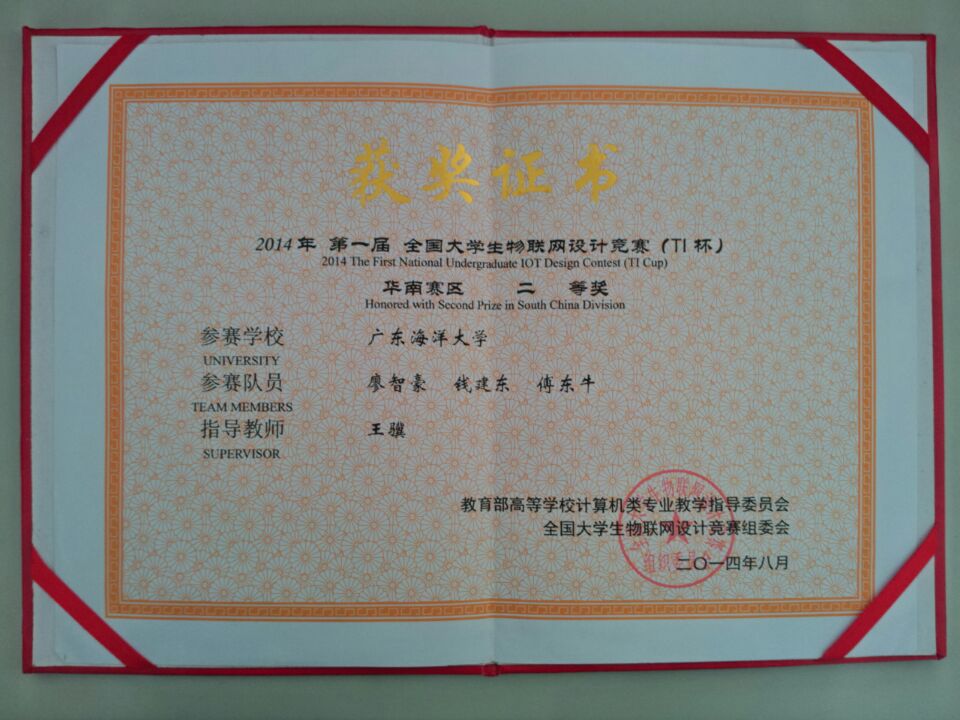 获奖证书
2014年 第一届 全国大学生物联网设计竞赛（TI杯）
2014 The First National Undergraduate IOT Design Contest (TI Cup)
华南赛区 二 等奖
Honored with Second Prize in South China Division
参赛学校 广东海洋大学
UNIVERSITY
参赛队员 廖智豪 钱建东 傅东牛
TEAM MEMBERS
指导教师 王骥
SUPERVISOR
教育部高等学校计算机类专业教学指导委员会
全国大学生物联网设计竞赛组委会
二〇一四年八月